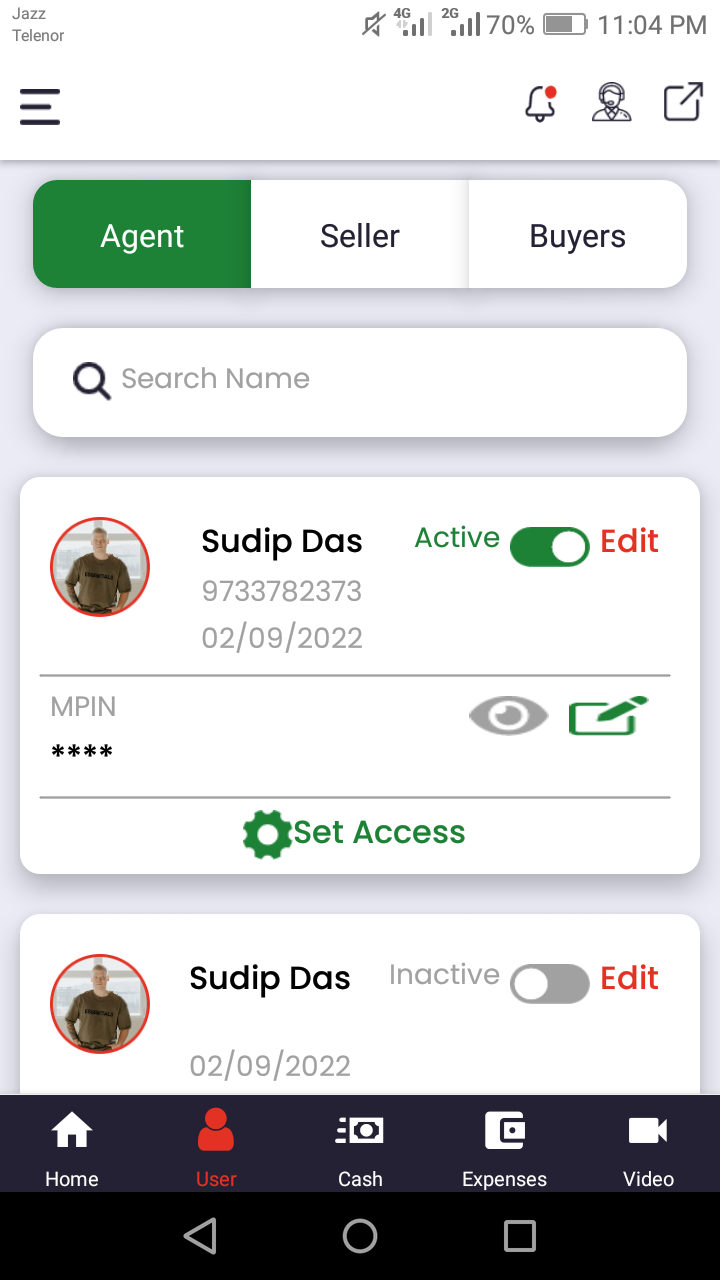 Jazz
Telenor
4G 2G 70% 11:04 PM
Agent Seller Buyers
Search Name
Sudip Das Active Edit
9733782373
02/09/2022
MPIN
****
Set Access
Sudip Das Inactive Edit
02/09/2022
Home User Cash Expenses Video